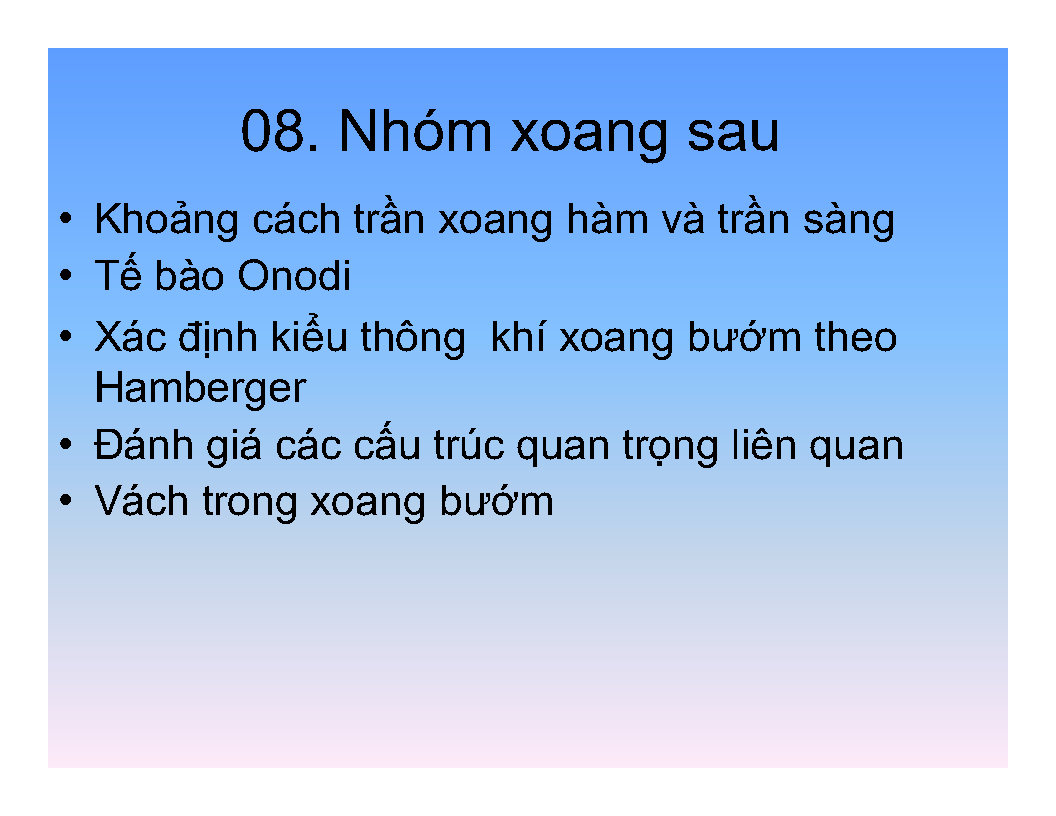 08. Nhóm xoang sau
• Khoảng cách trần xoang hàm và trần sàng
• Tế bào Onodi
• Xác định kiểu thông  khí xoang bướm theo
Hamberger
• Đánh giá các cấu trúc quan trọng liên quan
• Vách trong xoang bướm